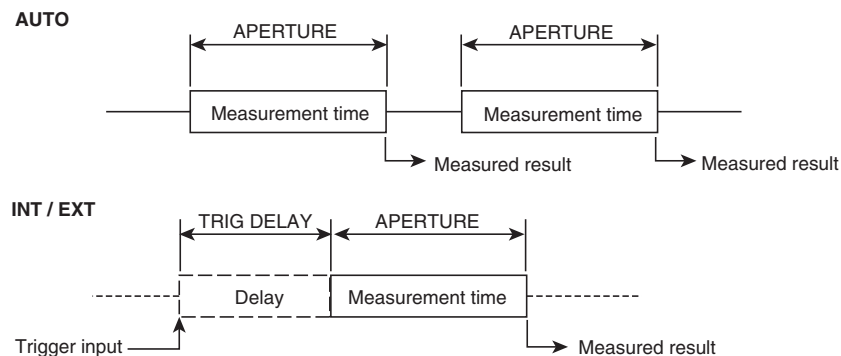 AUTO
APERTURE APERTURE
Measurement time Measurement time
Measured result Measured result
INT / EXT
TRIG DELAY APERTURE
Delay Measurement time
Trigger input Measured result